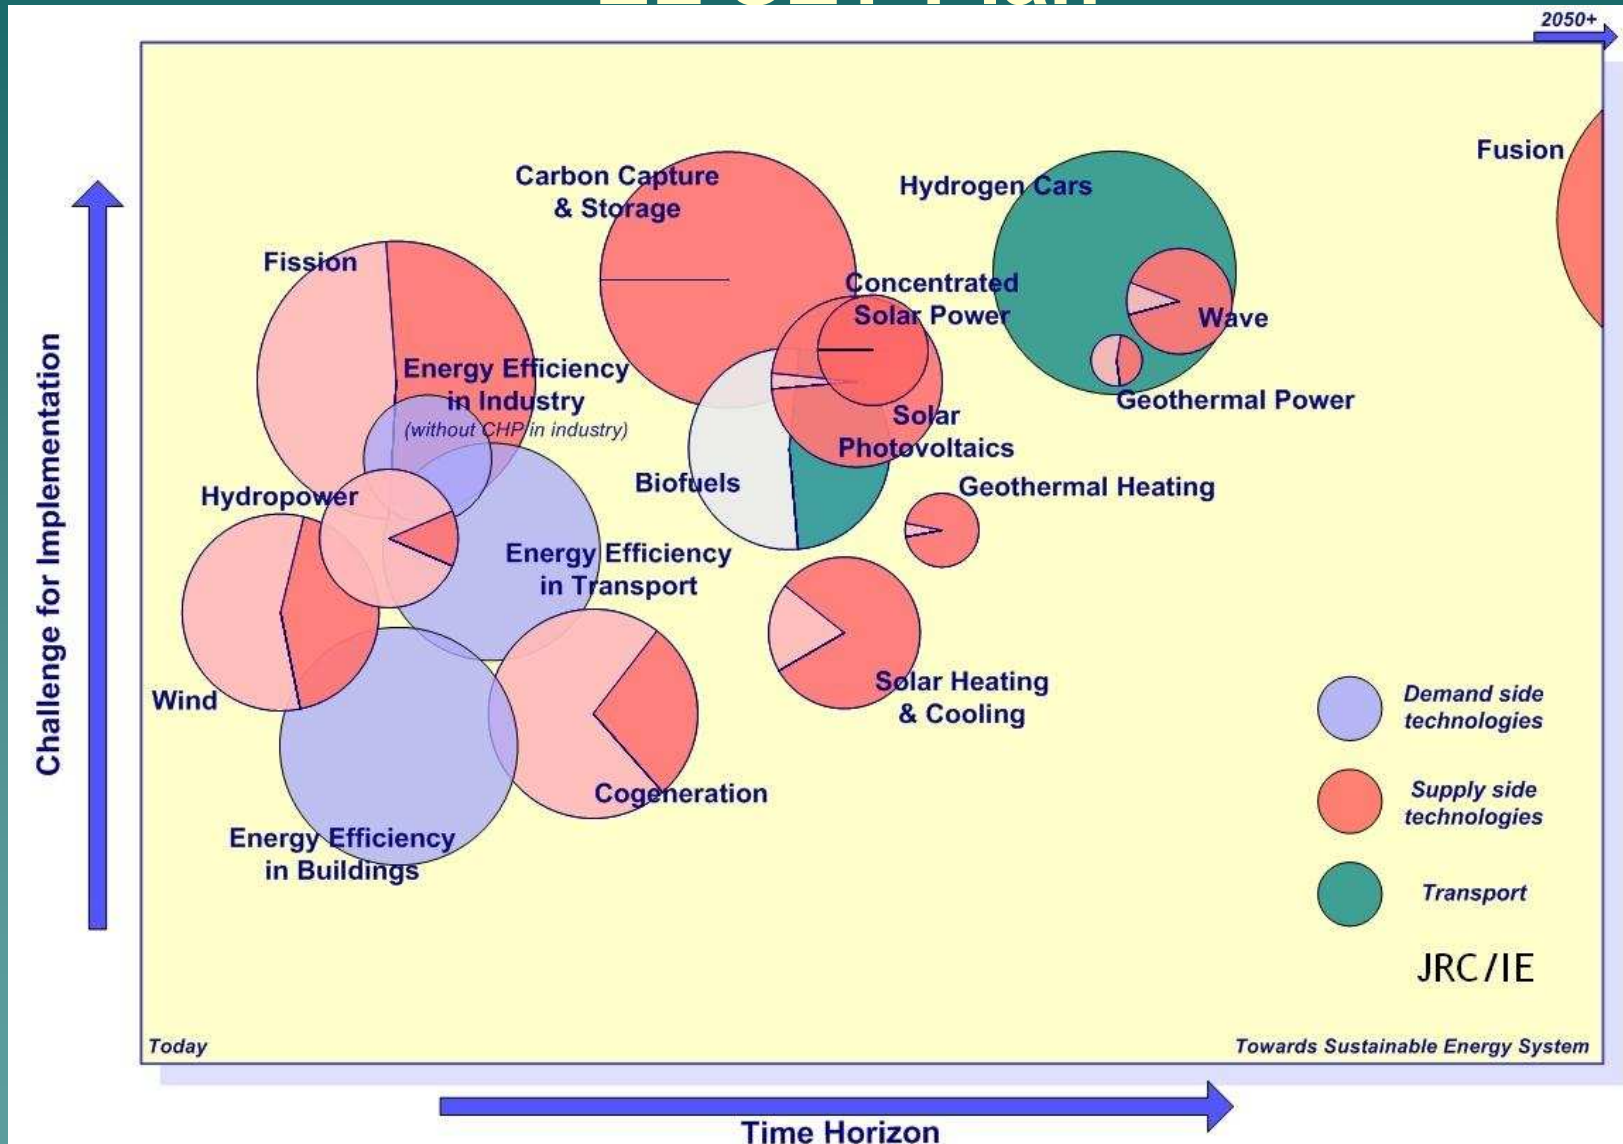 2050+
Fusion
Carbon Capture
& Storage
Hydrogen Cars
Fission
Concentrated
Solar Power
Wave
Energy Efficiency
in Industry
(without CHP in industry)
Geothermal Power
Solar
Photovoltaics
Biofuels
Geothermal Heating
Hydropower
Energy Efficiency
in Transport
Wind
Solar Heating
& Cooling
Cogeneration
Energy Efficiency
in Buildings
Demand side
technologies
Supply side
technologies
Transport
JRC/IE
Today
Towards Sustainable Energy System
Challenge for Implementation
Time Horizon